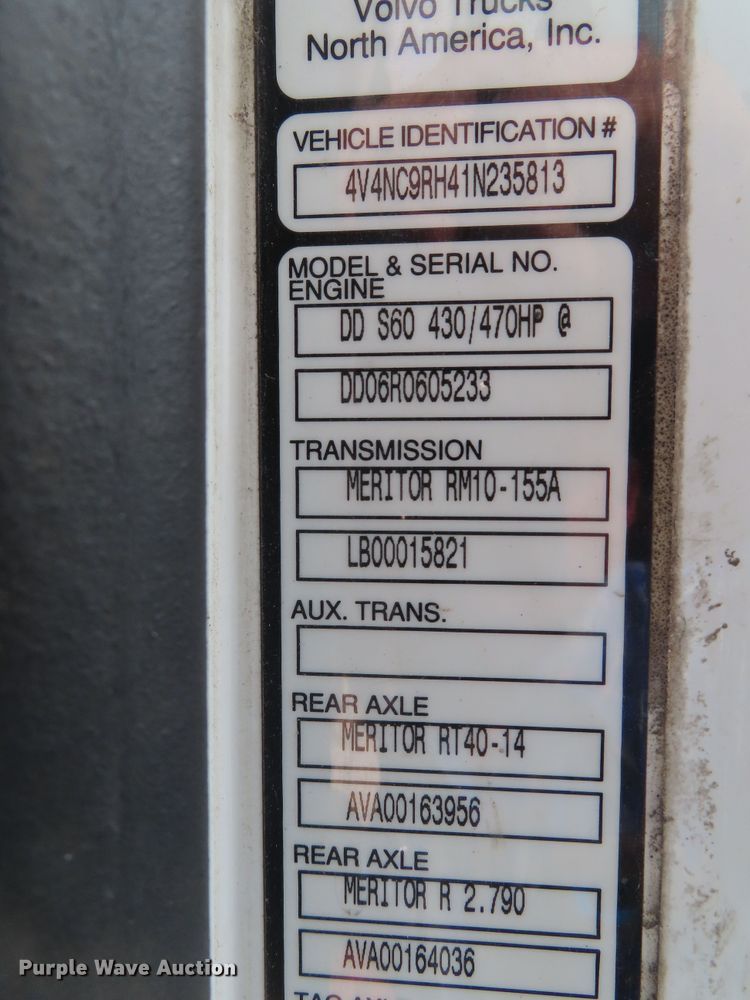 Volvo Trucks
North America, Inc.
VEHICLE IDENTIFICATION #
4V4NC9RH41N235813
MODEL & SERIAL NO.
ENGINE
DD S60 430/470HP @
DD06R0605233
TRANSMISSION
MERITOR RM10-155A
LB00015821
AUX. TRANS.
REAR AXLE
MERITOR RT40-14
AVA00163956
REAR AXLE
MERITOR R 2.790
AVA00164036
TAG
Purple Wave Auction